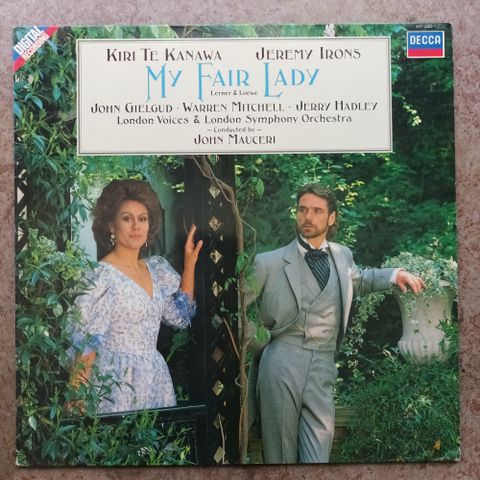 DIGITAL
RECORDING
DECCA
KIRI TE KANAWA JEREMY IRONS
MY FAIR LADY
Lerner & Loewe
JOHN GIELGUD · WARREN MITCHELL · JERRY HADLEY
LONDON VOICES & LONDON SYMPHONY ORCHESTRA
– Conducted by –
JOHN MAUCERI